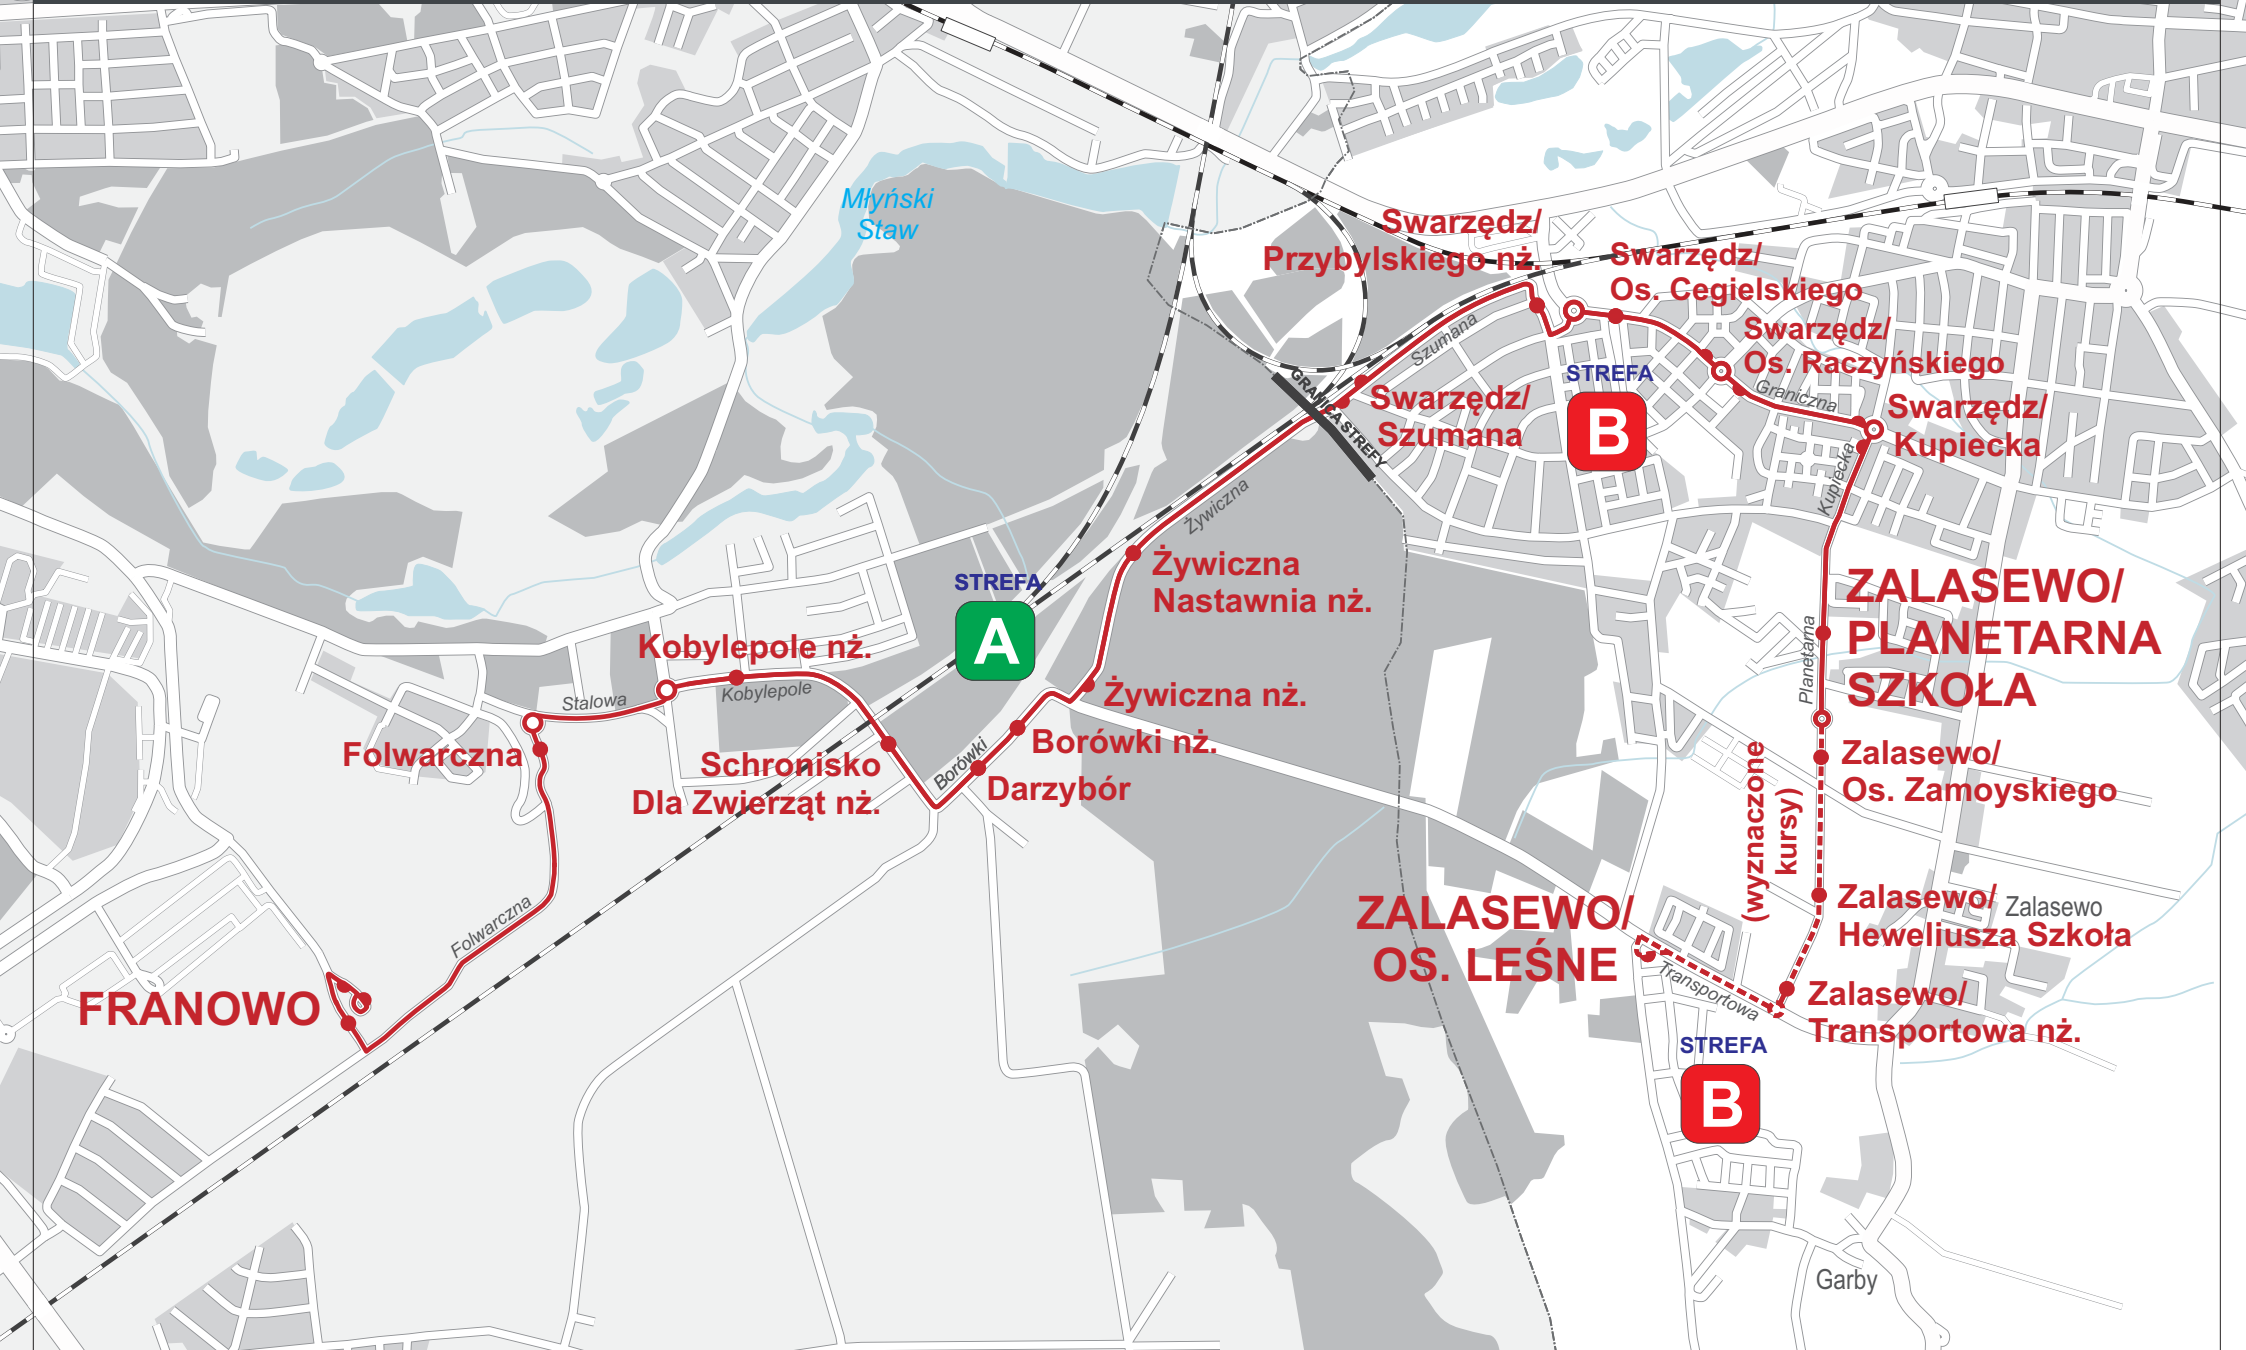 Młyński
Staw
Swarzędz/
Przybylskiego nż.
Swarzędz/
Os. Cegielskiego
Swarzędz/
Os. Raczyńskiego
Szumana
STREFA
B
Graniczna
GRANICA STREFY
Swarzędz/
Szumana
Swarzędz/
Kupiecka
Kupiecka
Żywiczna
Żywiczna
Nastawnia nż.
STREFA
A
ZALASEWO/
PLANETARNA
SZKOŁA
Planetarna
Kobylepole nż.
Kobylepole
Stalowa
Żywiczna nż.
Folwarczna
Borówki nż.
Borówki
Schronisko
Dla Zwierząt nż.
Darzybór
Zalasewo/
Os. Zamoyskiego
(wyznaczone
kursy)
ZALASEWO/
OS. LEŚNE
Zalasewo/
Heweliusza Szkoła
Zalasewo
Folwarczna
FRANOWO
Transportowa
Zalasewo/
Transportowa nż.
STREFA
B
Garby